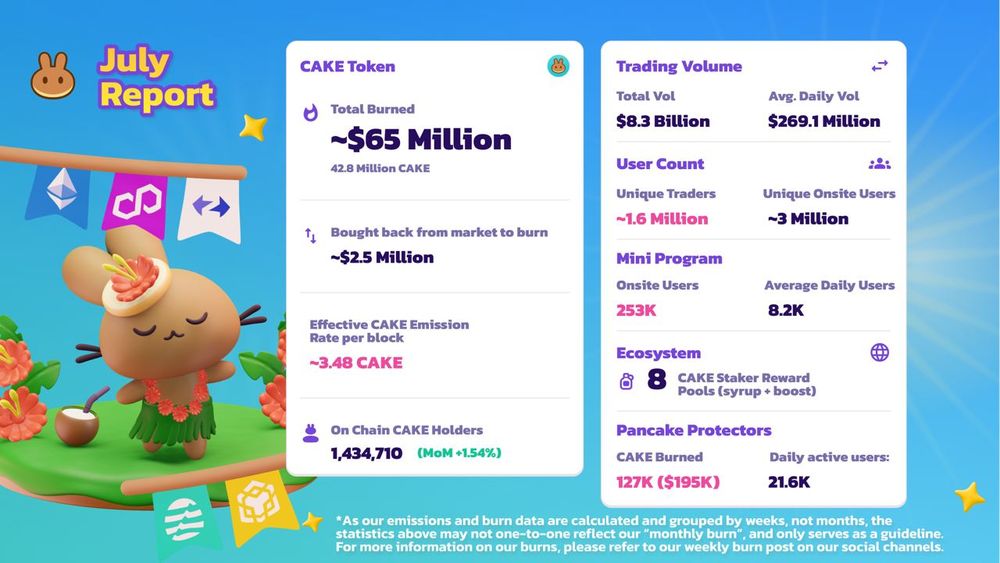 July
Report
CAKE Token
Total Burned
~$65 Million
42.8 Million CAKE
Bought back from market to burn
~$2.5 Million
Effective CAKE Emission
Rate per block
~3.48 CAKE
On Chain CAKE Holders
1,434,710 (MoM +1.54%)
Trading Volume
Total Vol Avg. Daily Vol
$8.3 Billion $269.1 Million
User Count
Unique Traders Unique Onsite Users
~1.6 Million ~3 Million
Mini Program
Onsite Users Average Daily Users
253K 8.2K
Ecosystem
8 CAKE Staker Reward
Pools (syrup + boost)
Pancake Protectors
CAKE Burned Daily active users:
127K ($195K) 21.6K
*As our emissions and burn data are calculated and grouped by weeks, not months, the
statistics above may not one-to-one reflect our "monthly burn", and only serves as a guideline.
For more information on our burns, please refer to our weekly burn post on our social channels.